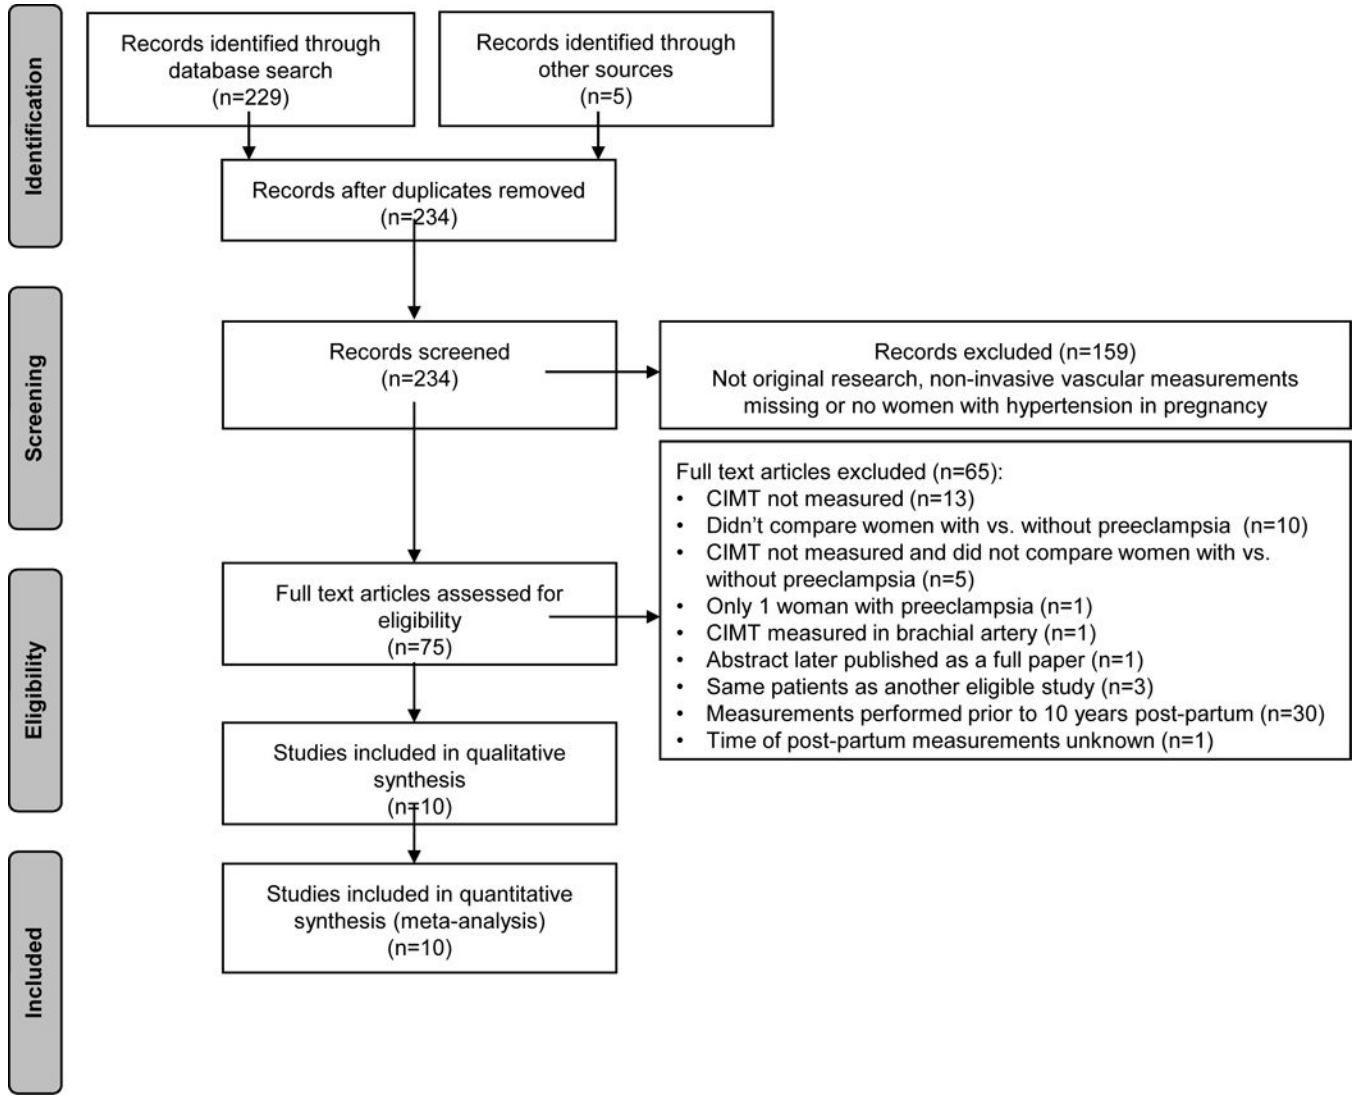 Identification
Records identified through
database search
(n=229)
Records identified through
other sources
(n=5)
Records after duplicates removed
(n=234)
Screening
Records screened
(n=234)
Records excluded (n=159)
Not original research, non-invasive vascular measurements
missing or no women with hypertension in pregnancy
Eligibility
Full text articles assessed for
eligibility
(n=75)
Full text articles excluded (n=65):
• CIMT not measured (n=13)
• Didn’t compare women with vs. without preeclampsia (n=10)
• CIMT not measured and did not compare women with vs.
without preeclampsia (n=5)
• Only 1 woman with preeclampsia (n=1)
• CIMT measured in brachial artery (n=1)
• Abstract later published as a full paper (n=1)
• Same patients as another eligible study (n=3)
• Measurements performed prior to 10 years post-partum (n=30)
• Time of post-partum measurements unknown (n=1)
Studies included in qualitative
synthesis
(n=10)
Included
Studies included in quantitative
synthesis (meta-analysis)
(n=10)